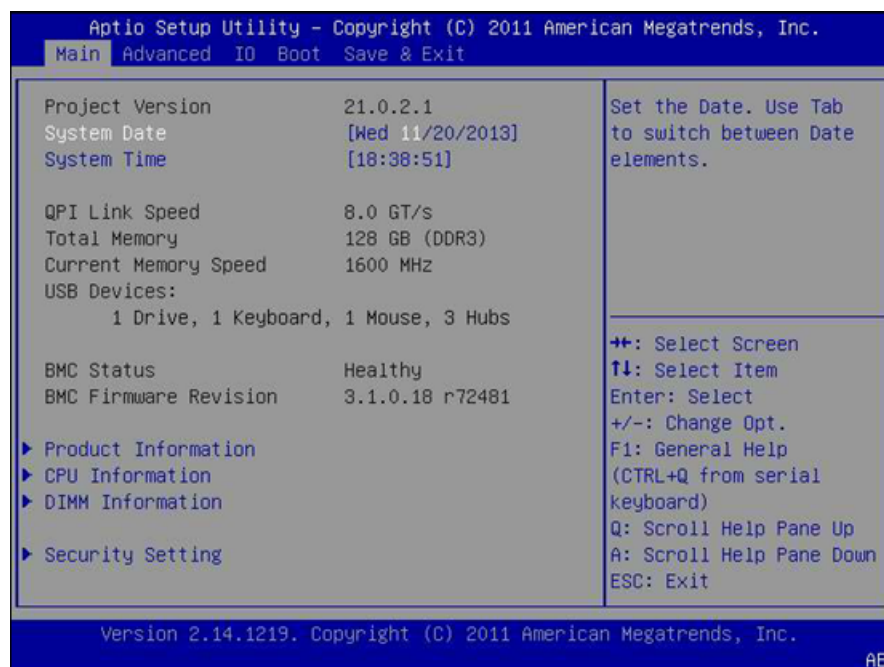 Aptio Setup Utility – Copyright (C) 2011 American Megatrends, Inc.
Main Advanced IO Boot Save & Exit
Project Version 21.0.2.1
System Date [Wed 11/20/2013]
System Time [18:38:51]
QPI Link Speed 8.0 GT/s
Total Memory 128 GB (DDR3)
Current Memory Speed 1600 MHz
USB Devices:
1 Drive, 1 Keyboard, 1 Mouse, 3 Hubs
BMC Status Healthy
BMC Firmware Revision 3.1.0.18 r72481
Product Information
CPU Information
DIMM Information
Security Setting
Set the Date. Use Tab
to switch between Date
elements.
→←: Select Screen
↑↓: Select Item
Enter: Select
+/-: Change Opt.
F1: General Help
(CTRL+Q from serial
keyboard)
Q: Scroll Help Pane Up
A: Scroll Help Pane Down
ESC: Exit
Version 2.14.1219. Copyright (C) 2011 American Megatrends, Inc.